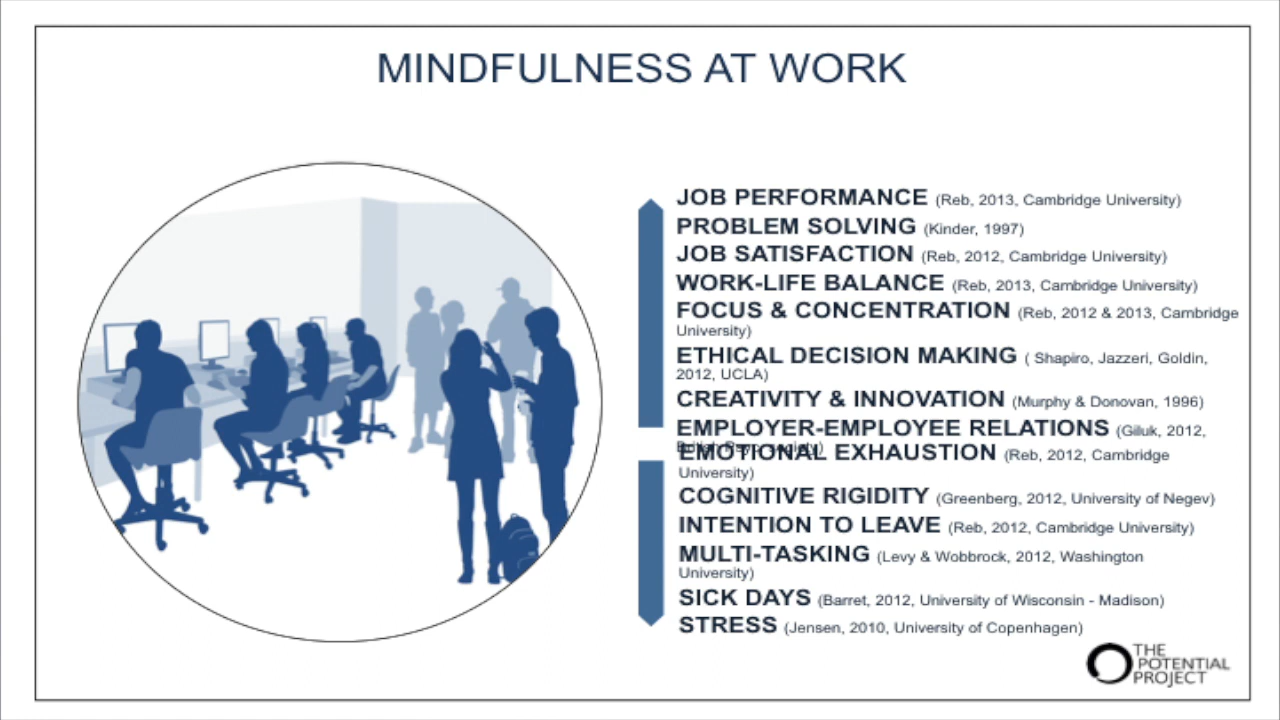 MINDFULNESS AT WORK
JOB PERFORMANCE (Reb, 2013, Cambridge University)
PROBLEM SOLVING (Kinder, 1997)
JOB SATISFACTION (Reb, 2012, Cambridge University)
WORK-LIFE BALANCE (Reb, 2013, Cambridge University)
FOCUS & CONCENTRATION (Reb, 2012 & 2013, Cambridge
University)
ETHICAL DECISION MAKING ( Shapiro, Jazzeri, Goldin,
2012, UCLA)
CREATIVITY & INNOVATION (Murphy & Donovan, 1996)
EMPLOYER-EMPLOYEE RELATIONS (Giluk, 2012,
EMOTIONAL EXHAUSTION (Reb, 2012, Cambridge
University)
COGNITIVE RIGIDITY (Greenberg, 2012, University of Negev)
INTENTION TO LEAVE (Reb, 2012, Cambridge University)
MULTI-TASKING (Levy & Wobbrock, 2012, Washington
University)
SICK DAYS (Barret, 2012, University of Wisconsin - Madison)
STRESS (Jensen, 2010, University of Copenhagen)
THE
POTENTIAL
PROJECT